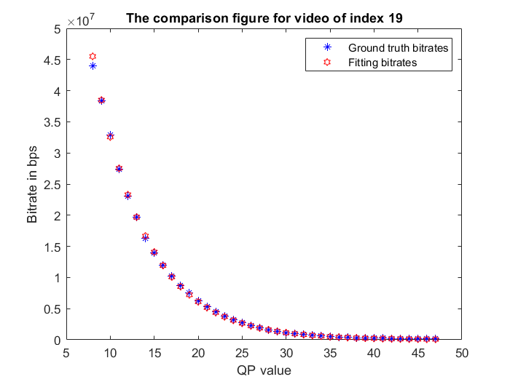 The comparison figure for video of index 19
×10^7
Ground truth bitrates
Fitting bitrates
5
4.5
4
3.5
3
2.5
2
1.5
1
0.5
0
5 10 15 20 25 30 35 40 45 50
Bitrate in bps
QP value